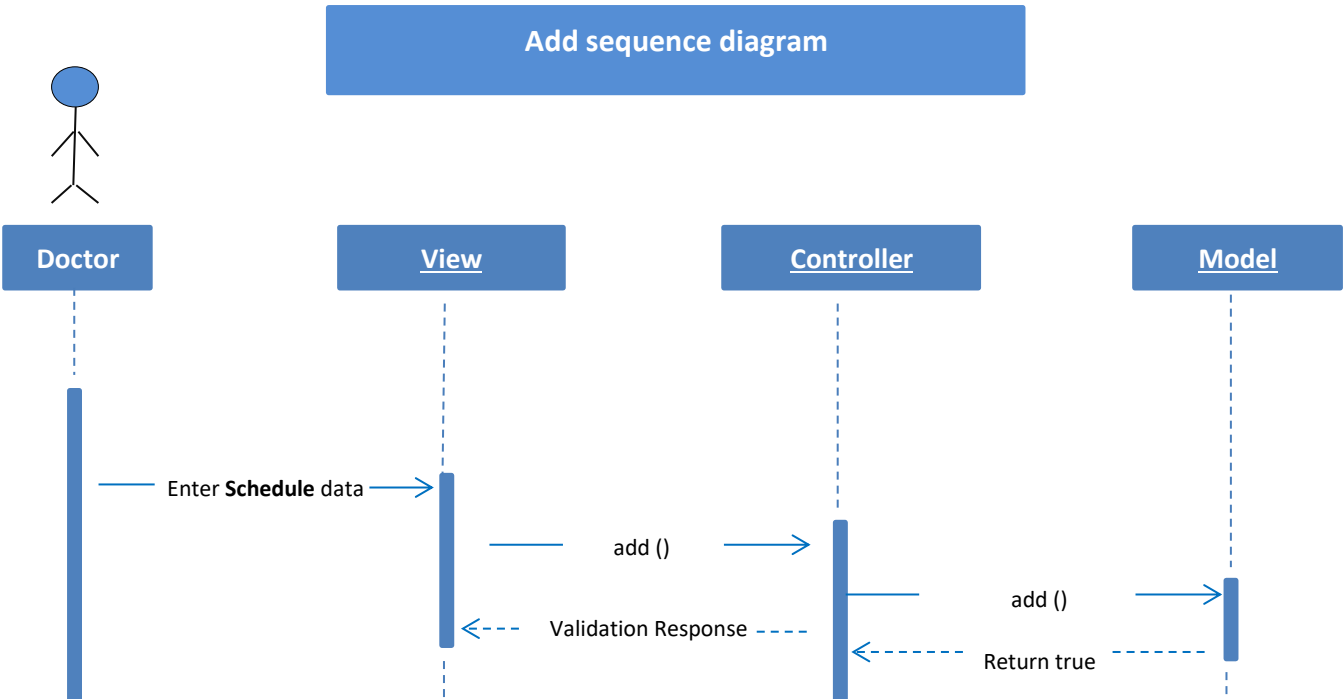 Add sequence diagram
Doctor
View
Controller
Model
Enter Schedule data
add ()
add ()
Validation Response
Return true